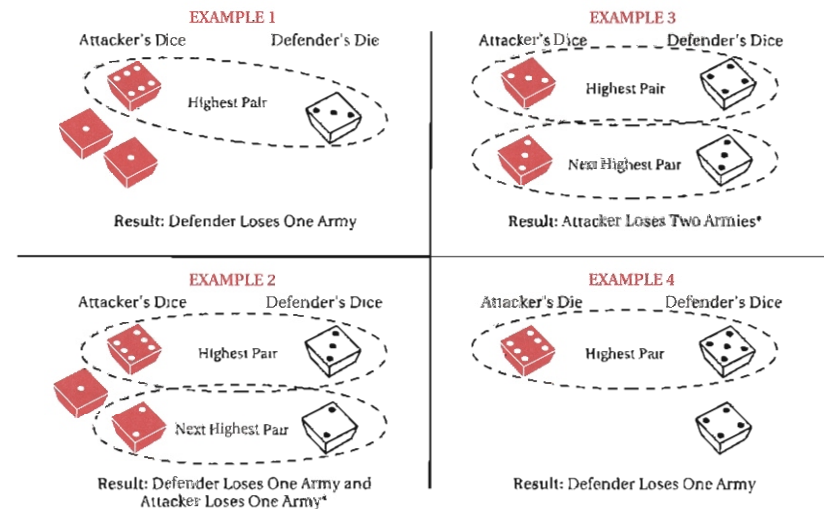 EXAMPLE 1
Attacker's Dice Defender's Die
Highest Pair
Result: Defender Loses One Army
EXAMPLE 3
Attacker's Dice Defender's Dice
Highest Pair
Next Highest Pair
Result: Attacker Loses Two Armies*
EXAMPLE 2
Attacker's Dice Defender's Dice
Highest Pair
Next Highest Pair
Result: Defender Loses One Army and
Attacker Loses One Army*
EXAMPLE 4
Attacker's Die Defender's Dice
Highest Pair
Result: Defender Loses One Army